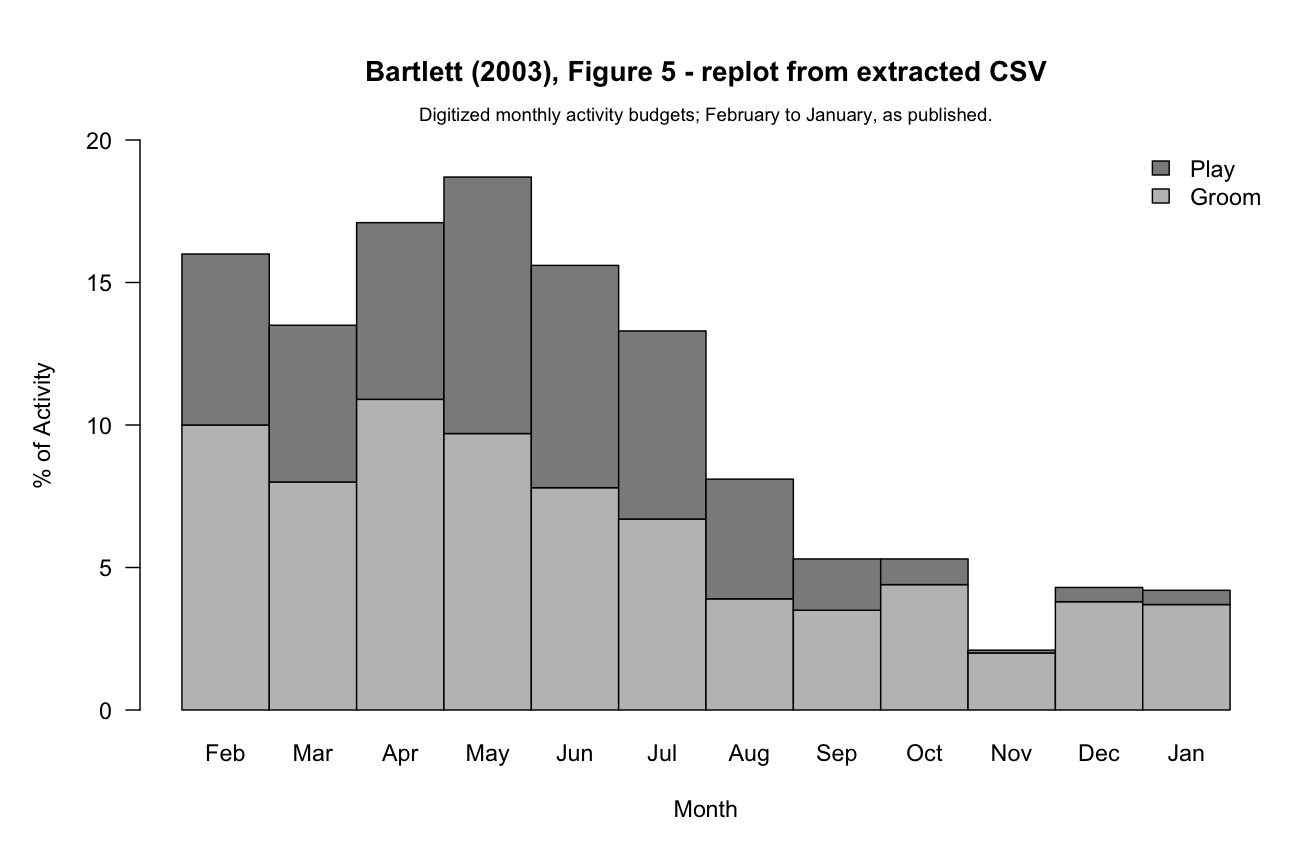 Bartlett (2003), Figure 5 - replot from extracted CSV
Digitized monthly activity budgets; February to January, as published.
Play
Groom
20
15
10
5
0
% of Activity
Feb Mar Apr May Jun Jul Aug Sep Oct Nov Dec Jan
Month